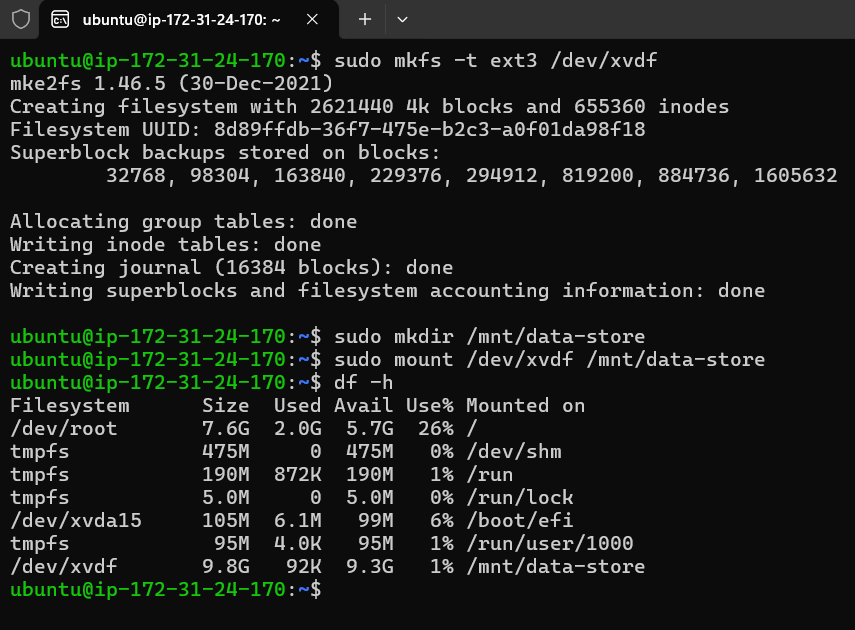 ubuntu@ip-172-31-24-170: ~
ubuntu@ip-172-31-24-170:~$ sudo mkfs -t ext3 /dev/xvdf
mke2fs 1.46.5 (30-Dec-2021)
Creating filesystem with 2621440 4k blocks and 655360 inodes
Filesystem UUID: 8d89ffdb-36f7-475e-b2c3-a0f01da98f18
Superblock backups stored on blocks:
        32768, 98304, 163840, 229376, 294912, 819200, 884736, 1605632

Allocating group tables: done
Writing inode tables: done
Creating journal (16384 blocks): done
Writing superblocks and filesystem accounting information: done

ubuntu@ip-172-31-24-170:~$ sudo mkdir /mnt/data-store
ubuntu@ip-172-31-24-170:~$ sudo mount /dev/xvdf /mnt/data-store
ubuntu@ip-172-31-24-170:~$ df -h
Filesystem      Size  Used Avail Use% Mounted on
/dev/root       7.6G  2.0G  5.7G  26% /
tmpfs           475M     0  475M   0% /dev/shm
tmpfs           190M  872K  190M   1% /run
tmpfs           5.0M     0  5.0M   0% /run/lock
/dev/xvda15     105M  6.1M   99M   6% /boot/efi
tmpfs            95M  4.0K   95M   1% /run/user/1000
/dev/xvdf       9.8G   92K  9.3G   1% /mnt/data-store
ubuntu@ip-172-31-24-170:~$